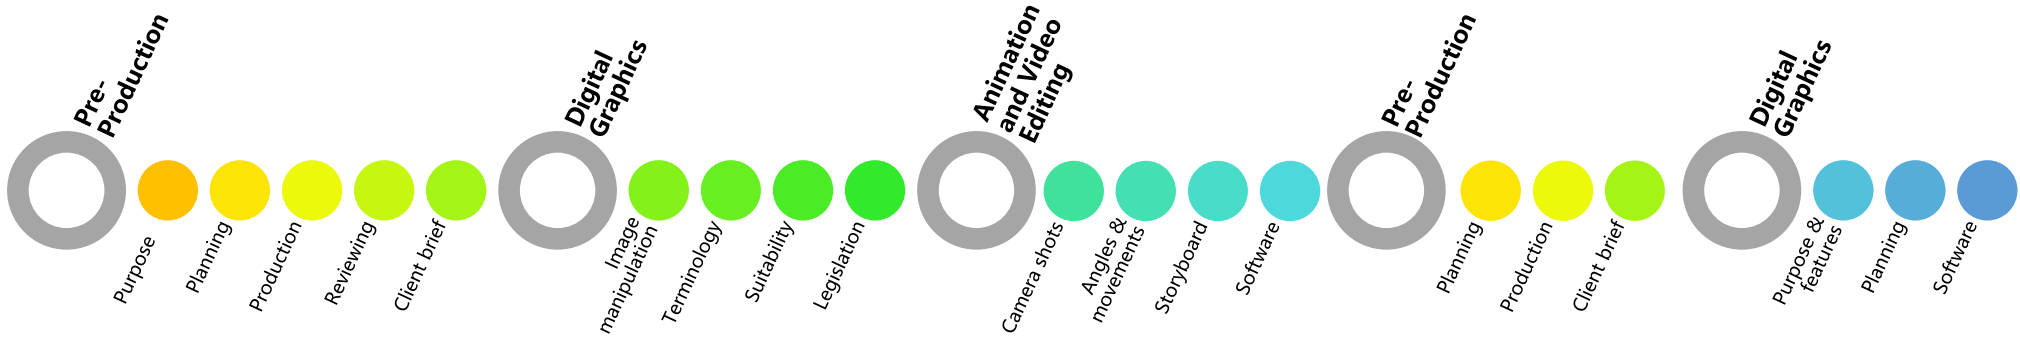 Pre-
Production
Purpose
Planning
Production
Reviewing
Client brief
Digital
Graphics
Image
manipulation
Terminology
Suitability
Legislation
Animation
and Video
Editing
Camera shots
Angles &
movements
Storyboard
Software
Pre-
Production
Planning
Production
Client brief
Digital
Graphics
Purpose &
features
Planning
Software